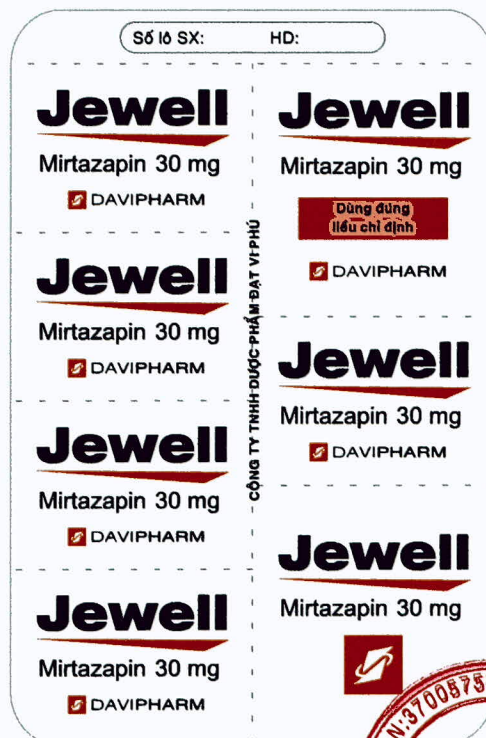 Số lô SX: HD:
Jewell
Mirtazapin 30 mg
DAVIPHARM
Jewell
Mirtazapin 30 mg
DAVIPHARM
Jewell
Mirtazapin 30 mg
DAVIPHARM
Jewell
Mirtazapin 30 mg
DAVIPHARM
CÔNG TY TNHH DƯỢC PHẨM ĐẠT VI PHÚ
Jewell
Mirtazapin 30 mg
Dùng đúng
liều chỉ định
DAVIPHARM
Jewell
Mirtazapin 30 mg
DAVIPHARM
Jewell
Mirtazapin 30 mg
N:3700575